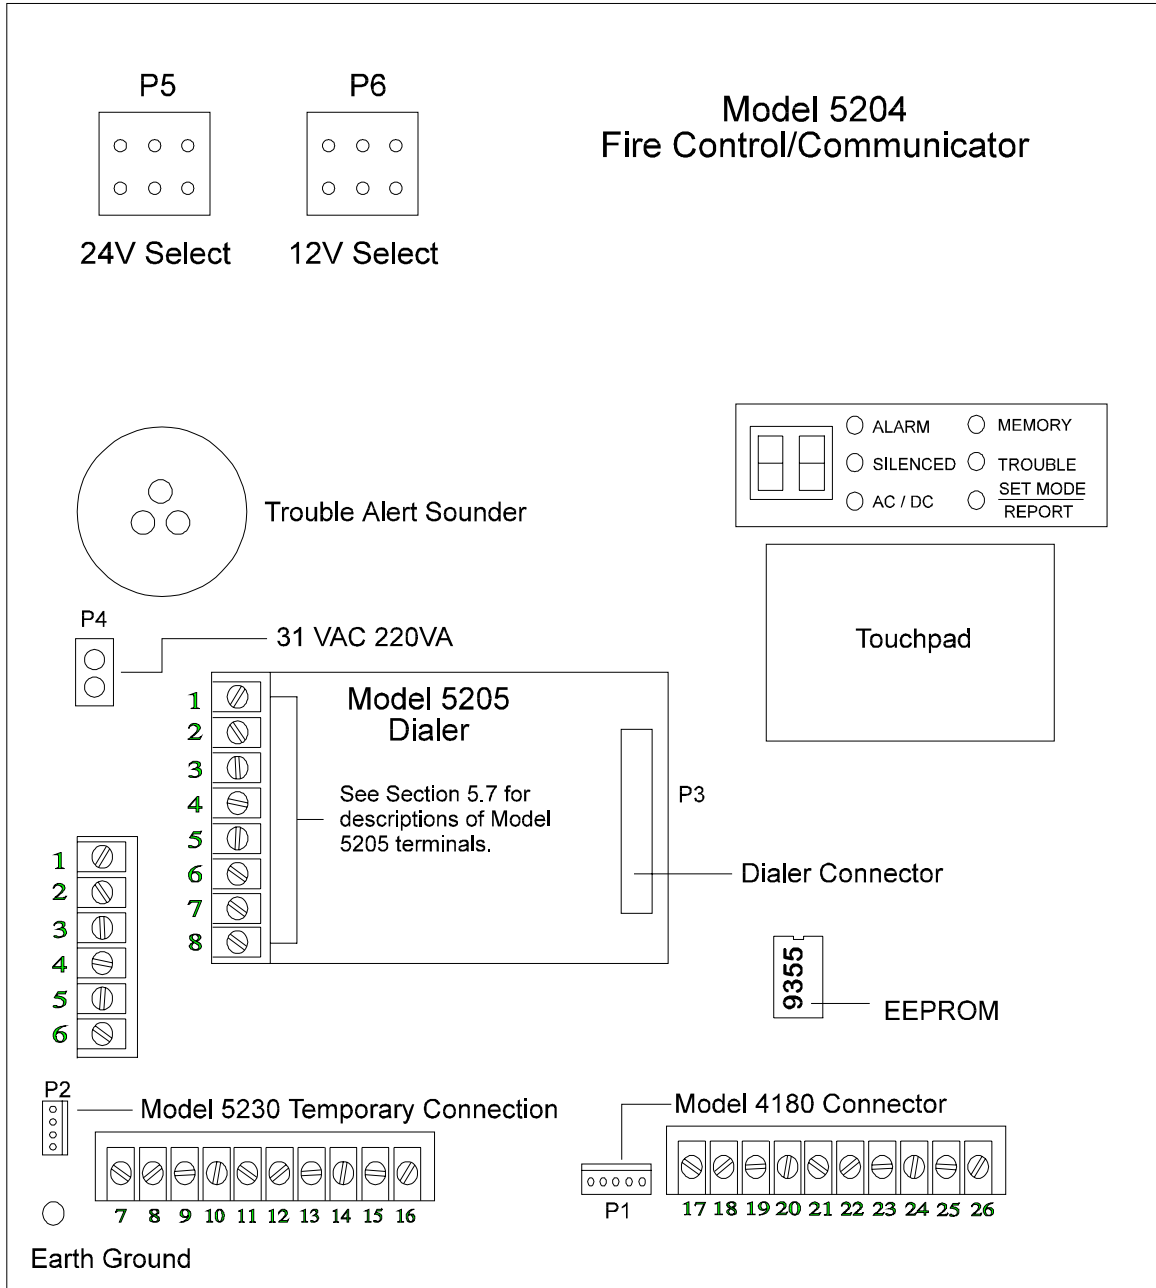 P5
P6
Model 5204
Fire Control/Communicator
24V Select
12V Select
ALARM
MEMORY
SILENCED
TROUBLE
AC / DC
SET MODE
REPORT
Trouble Alert Sounder
Touchpad
P4
31 VAC 220VA
Model 5205
Dialer
1
2
3
4
5
6
7
8
See Section 5.7 for
descriptions of Model
5205 terminals.
P3
Dialer Connector
1
2
3
4
5
6
9355
EEPROM
P2
Model 5230 Temporary Connection
Model 4180 Connector
7 8 9 10 11 12 13 14 15 16
P1
17 18 19 20 21 22 23 24 25 26
Earth Ground